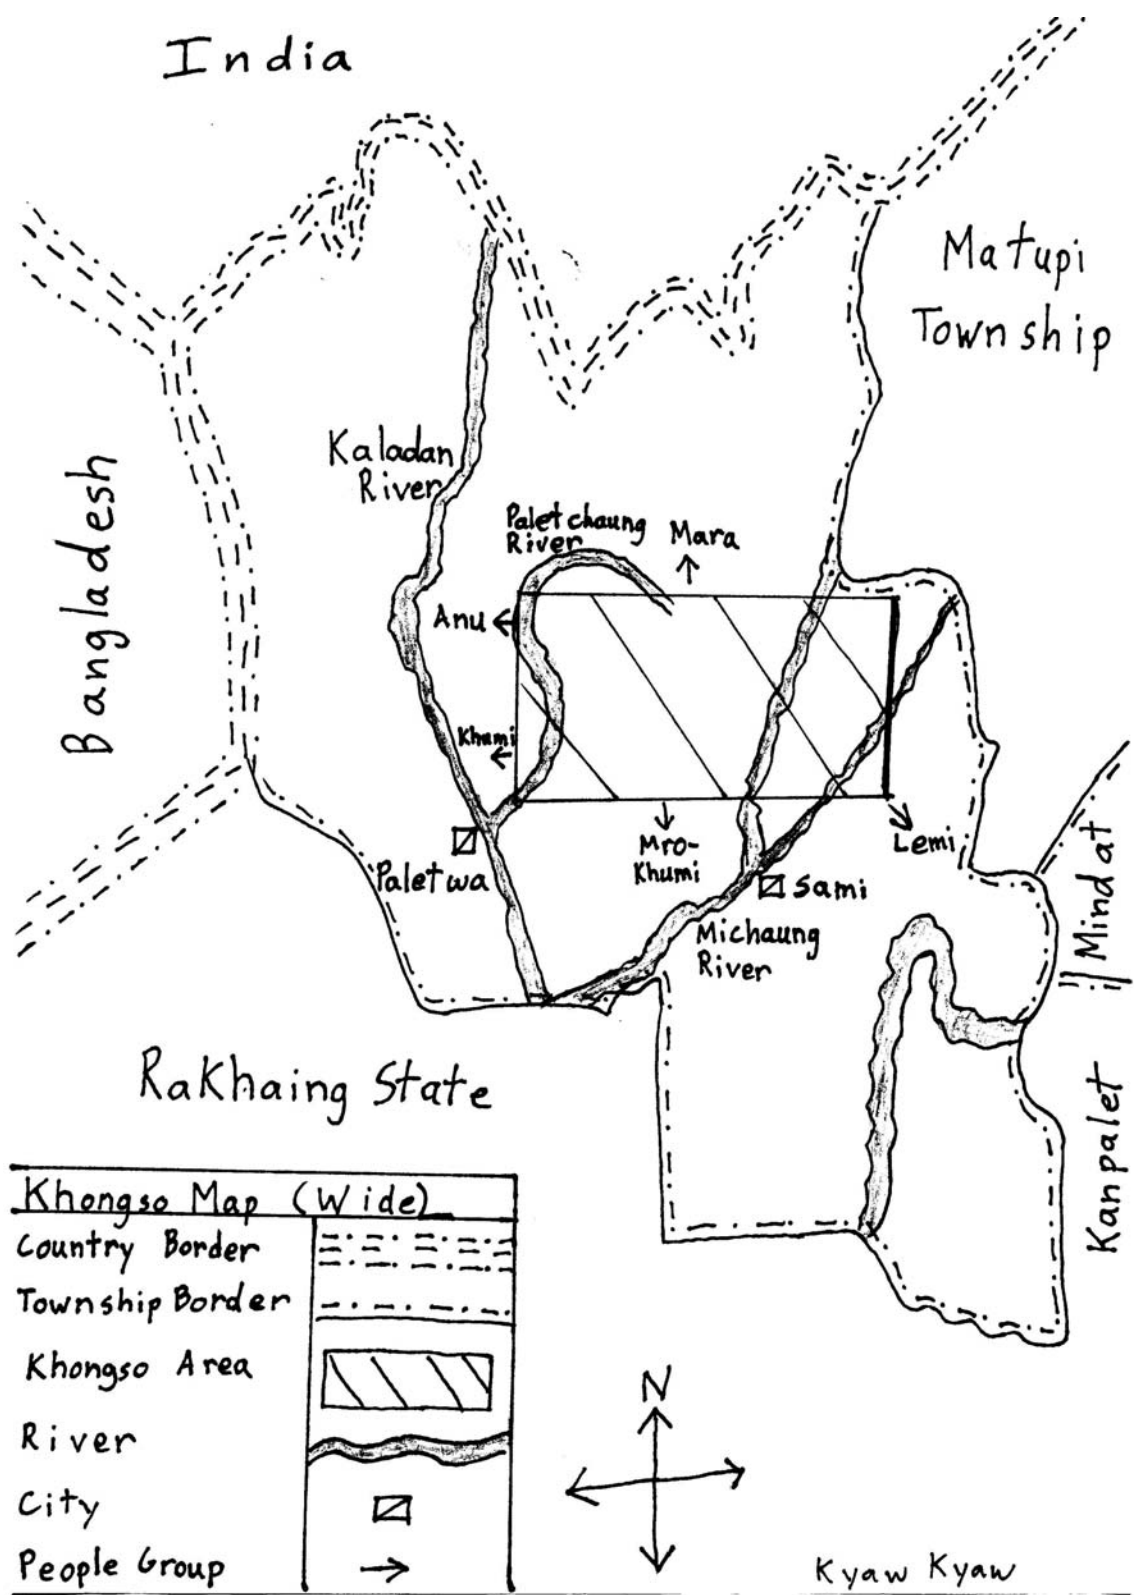 India
Matupi
Township
Kaladan
River
Bangladesh
Paletchaung
River
Mara
Anu
Khumi
Lemi
Mro-
Khumi
Paletwa
Sami
Mindat
Michaung
River
Kanpalet
RaKhaing State
Khongso Map (Wide)
Country Border
Township Border
Khongso Area
River
City
People Group
N
Kyaw Kyaw